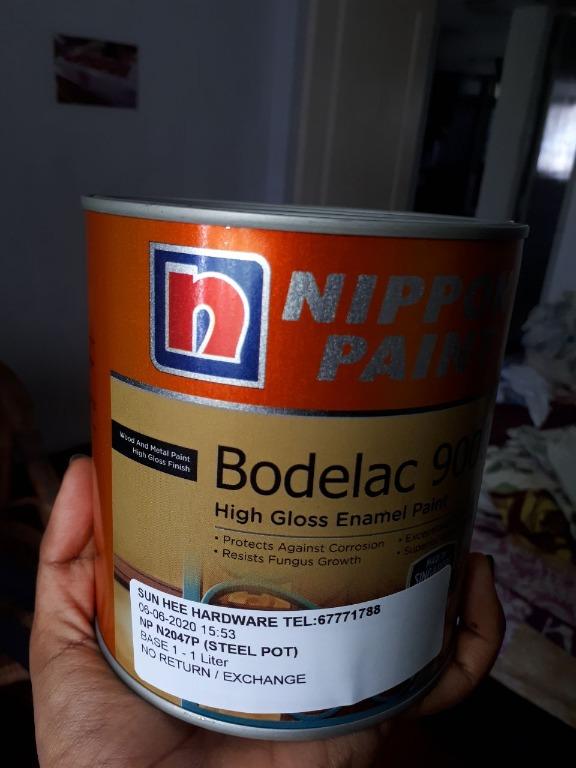 n
NIPPO
PAINT
Wood And Metal Paint
High Gloss Finish
Bodelac 900
High Gloss Enamel Paint
• Protects Against Corrosion
• Resists Fungus Growth
SUN HEE HARDWARE TEL:67771788
06-06-2020 15:53
NP N2047P (STEEL POT)
BASE 1 - 1 Liter
NO RETURN / EXCHANGE